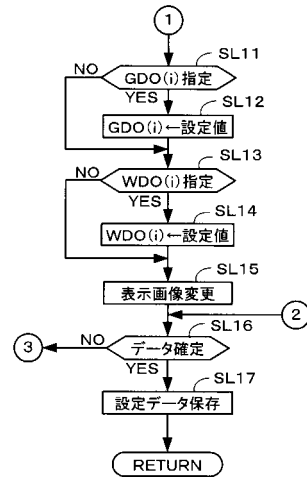 1
SL11
GDO(i)指定
NO
YES
SL12
GDO(i)←設定値
SL13
NO
WDO(i)指定
YES
SL14
WDO(i)←設定値
SL15
表示画像変更
2
SL16
3
NO
データ確定
YES
SL17
設定データ保存
RETURN